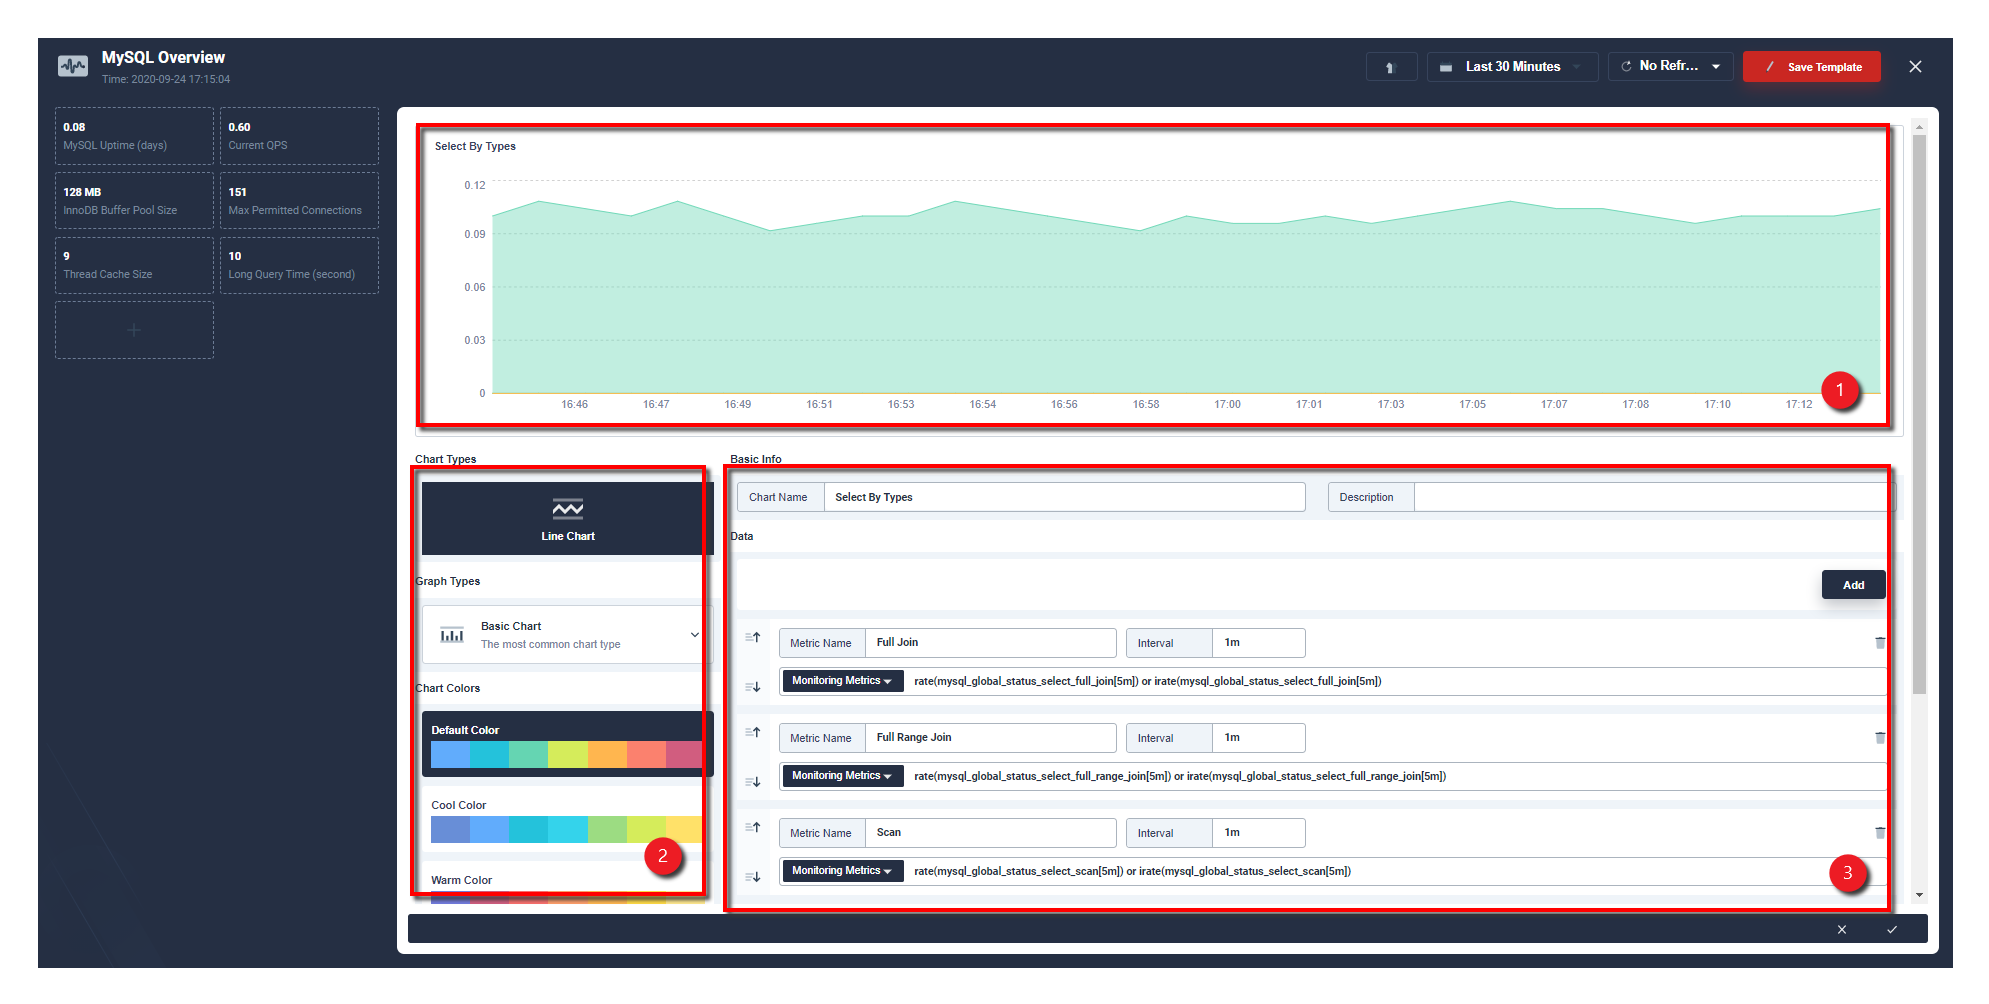 MySQL Overview
Time: 2020-09-24 17:15:04
Last 30 Minutes
No Refr...
Save Template
0.08
MySQL Uptime (days)
0.60
Current QPS
128 MB
InnoDB Buffer Pool Size
151
Max Permitted Connections
9
Thread Cache Size
10
Long Query Time (second)
Select By Types
0.12
0.09
0.06
0.03
0
16:46 16:47 16:49 16:51 16:53 16:54 16:56 16:58 17:00 17:01 17:03 17:05 17:07 17:08 17:10 17:12
1
Chart Types
Line Chart
Graph Types
Basic Chart
The most common chart type
Chart Colors
Default Color
Cool Color
2
Warm Color
Basic Info
Chart Name Select By Types
Description
Data
Add
Metric Name Full Join Interval 1m
Monitoring Metrics rate(mysql_global_status_select_full_join[5m]) or irate(mysql_global_status_select_full_join[5m])
Metric Name Full Range Join Interval 1m
Monitoring Metrics rate(mysql_global_status_select_full_range_join[5m]) or irate(mysql_global_status_select_full_range_join[5m])
Metric Name Scan Interval 1m
Monitoring Metrics rate(mysql_global_status_select_scan[5m]) or irate(mysql_global_status_select_scan[5m])
3